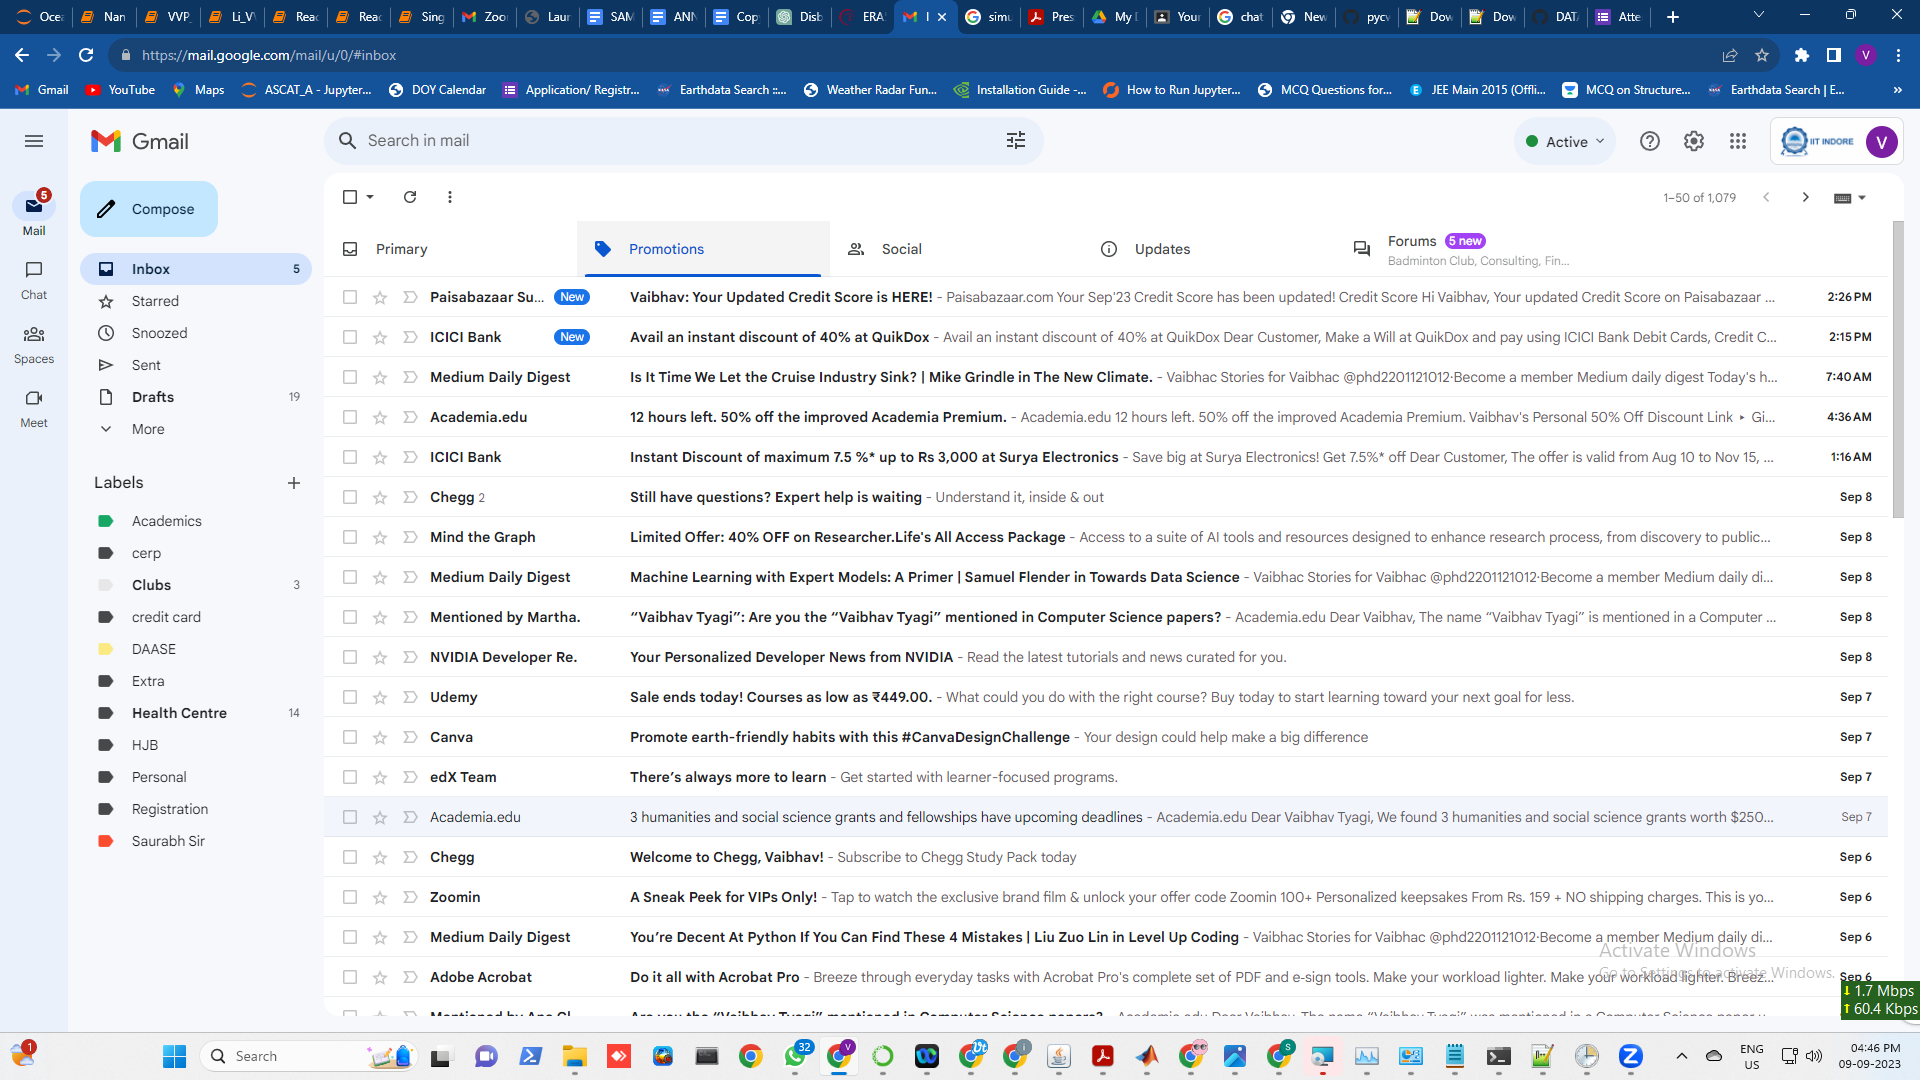 Ocea
Nan
VVP_
Li_V
Read
Read
Sing
Zoo
Laun
SAM
ANN
Cop
Disb
ERA
simu
Pres
My D
Your
chat
New
pycw
Dow
Dow
DATA
Atte
https://mail.google.com/mail/u/0/#inbox
V
Gmail
YouTube
Maps
ASCAT_A - Jupyter...
DOY Calendar
Application/ Registr...
Earthdata Search ::...
Weather Radar Fun...
Installation Guide -...
How to Run Jupyter...
MCQ Questions for...
JEE Main 2015 (Offli...
MCQ on Structure...
Earthdata Search | E...
»
Gmail
Search in mail
Active
IIT INDORE
V
5
Mail
Chat
Spaces
Meet
Compose
Inbox 5
Starred
Snoozed
Sent
Drafts 19
More
Labels
Academics
cerp
Clubs 3
credit card
DAASE
Extra
Health Centre 14
HJB
Personal
Registration
Saurabh Sir
1–50 of 1,079
Primary
Promotions
Social
Updates
Forums 5 new
Badminton Club, Consulting, Fin...
Paisabazaar Su... New Vaibhav: Your Updated Credit Score is HERE! - Paisabazaar.com Your Sep'23 Credit Score has been updated! Credit Score Hi Vaibhav, Your updated Credit Score on Paisabazaar ... 2:26 PM
ICICI Bank New Avail an instant discount of 40% at QuikDox - Avail an instant discount of 40% at QuikDox Dear Customer, Make a Will at QuikDox and pay using ICICI Bank Debit Cards, Credit C... 2:15 PM
Medium Daily Digest Is It Time We Let the Cruise Industry Sink? | Mike Grindle in The New Climate. - Vaibhac Stories for Vaibhac @phd2201121012·Become a member Medium daily digest Today's h... 7:40 AM
Academia.edu 12 hours left. 50% off the improved Academia Premium. - Academia.edu 12 hours left. 50% off the improved Academia Premium. Vaibhav's Personal 50% Off Discount Link ‣ Gi... 4:36 AM
ICICI Bank Instant Discount of maximum 7.5 %* up to Rs 3,000 at Surya Electronics - Save big at Surya Electronics! Get 7.5%* off Dear Customer, The offer is valid from Aug 10 to Nov 15, ... 1:16 AM
Chegg 2 Still have questions? Expert help is waiting - Understand it, inside & out Sep 8
Mind the Graph Limited Offer: 40% OFF on Researcher.Life's All Access Package - Access to a suite of AI tools and resources designed to enhance research process, from discovery to public... Sep 8
Medium Daily Digest Machine Learning with Expert Models: A Primer | Samuel Flender in Towards Data Science - Vaibhac Stories for Vaibhac @phd2201121012·Become a member Medium daily di... Sep 8
Mentioned by Martha. “Vaibhav Tyagi”: Are you the “Vaibhav Tyagi” mentioned in Computer Science papers? - Academia.edu Dear Vaibhav, The name “Vaibhav Tyagi” is mentioned in a Computer ... Sep 8
NVIDIA Developer Re. Your Personalized Developer News from NVIDIA - Read the latest tutorials and news curated for you. Sep 8
Udemy Sale ends today! Courses as low as ₹449.00. - What could you do with the right course? Buy today to start learning toward your next goal for less. Sep 7
Canva Promote earth-friendly habits with this #CanvaDesignChallenge - Your design could help make a big difference Sep 7
edX Team There’s always more to learn - Get started with learner-focused programs. Sep 7
Academia.edu 3 humanities and social science grants and fellowships have upcoming deadlines - Academia.edu Dear Vaibhav Tyagi, We found 3 humanities and social science grants worth $250... Sep 7
Chegg Welcome to Chegg, Vaibhav! - Subscribe to Chegg Study Pack today Sep 6
Zoomin A Sneak Peek for VIPs Only! - Tap to watch the exclusive brand film & unlock your offer code Zoomin 100+ Personalized keepsakes From Rs. 159 + NO shipping charges. This is yo... Sep 6
Medium Daily Digest You’re Decent At Python If You Can Find These 4 Mistakes | Liu Zuo Lin in Level Up Coding - Vaibhac Stories for Vaibhac @phd2201121012·Become a member Medium daily di... Sep 6
Adobe Acrobat Do it all with Acrobat Pro - Breeze through everyday tasks with Acrobat Pro's complete set of PDF and e-sign tools. Make your workload lighter. Make your workload lighter. Breez... Sep 6
Activate Windows
Go to Settings to activate Windows.
1.7 Mbps
60.4 Kbps
1
Search
32
ENG
US
04:46 PM
09-09-2023